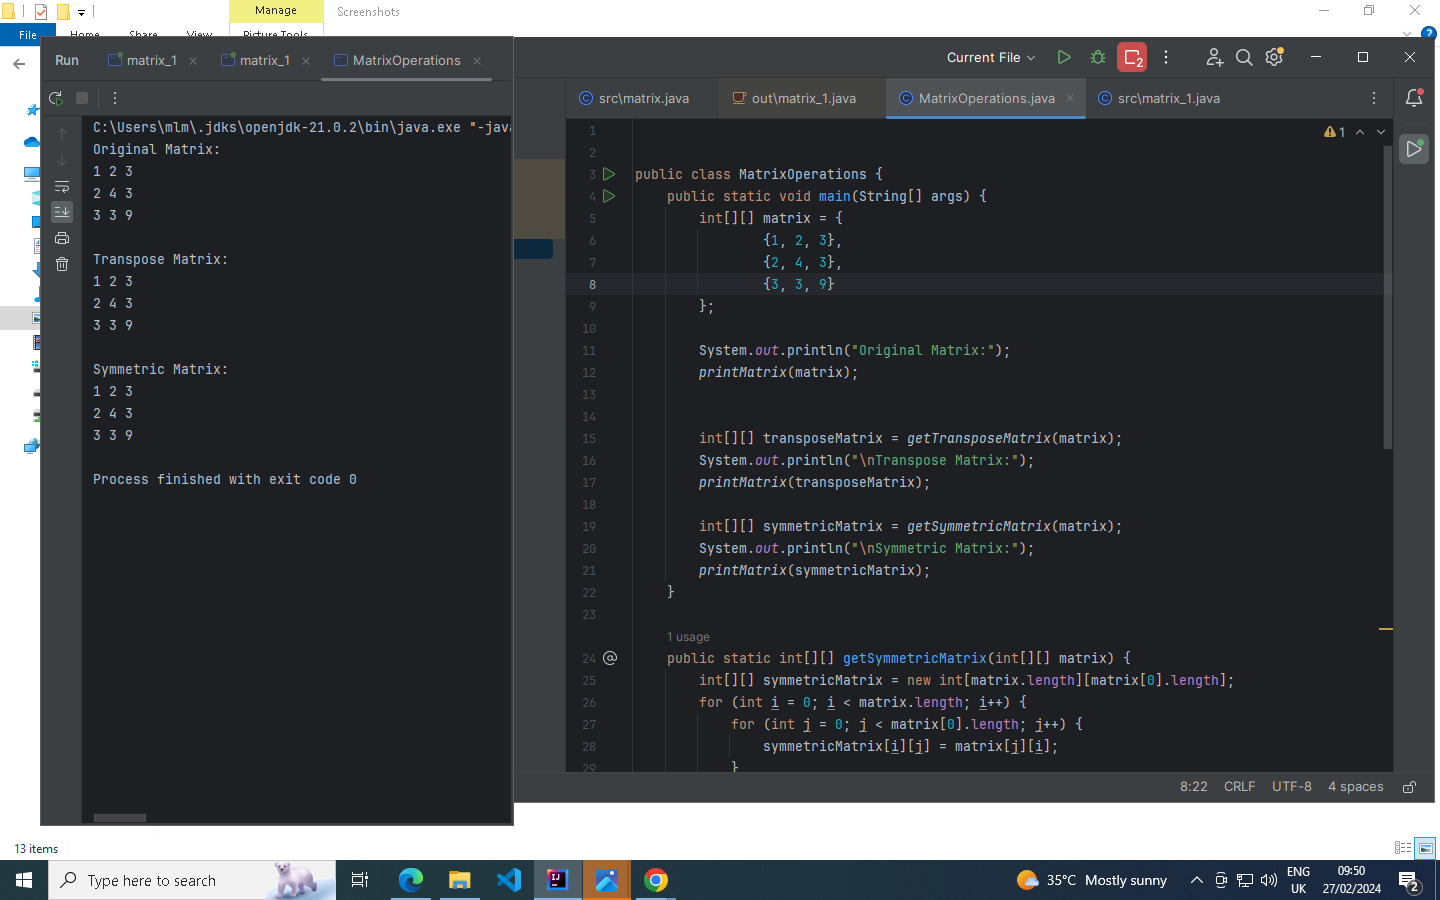 Manage
Screenshots
File
Home
Share
View
Picture Tools
Run
matrix_1
matrix_1
MatrixOperations
Current File
2
src\matrix.java
out\matrix_1.java
MatrixOperations.java
src\matrix_1.java
C:\Users\mlm\.jdks\openjdk-21.0.2\bin\java.exe "-java
Original Matrix:
1 2 3
2 4 3
3 3 9
Transpose Matrix:
1 2 3
2 4 3
3 3 9
Symmetric Matrix:
1 2 3
2 4 3
3 3 9
Process finished with exit code 0
1
1
2
3 public class MatrixOperations {
4 public static void main(String[] args) {
5 int[][] matrix = {
6 {1, 2, 3},
7 {2, 4, 3},
8 {3, 3, 9}
9 };
10
11 System.out.println("Original Matrix:");
12 printMatrix(matrix);
13
14
15 int[][] transposeMatrix = getTransposeMatrix(matrix);
16 System.out.println("\nTranspose Matrix:");
17 printMatrix(transposeMatrix);
18
19 int[][] symmetricMatrix = getSymmetricMatrix(matrix);
20 System.out.println("\nSymmetric Matrix:");
21 printMatrix(symmetricMatrix);
22 }
23
1 usage
24 @ public static int[][] getSymmetricMatrix(int[][] matrix) {
25 int[][] symmetricMatrix = new int[matrix.length][matrix[0].length];
26 for (int i = 0; i < matrix.length; i++) {
27 for (int j = 0; j < matrix[0].length; j++) {
28 symmetricMatrix[i][j] = matrix[j][i];
29 }
8:22 CRLF UTF-8 4 spaces
13 items
Type here to search
35°C Mostly sunny
ENG
UK
09:50
27/02/2024
2